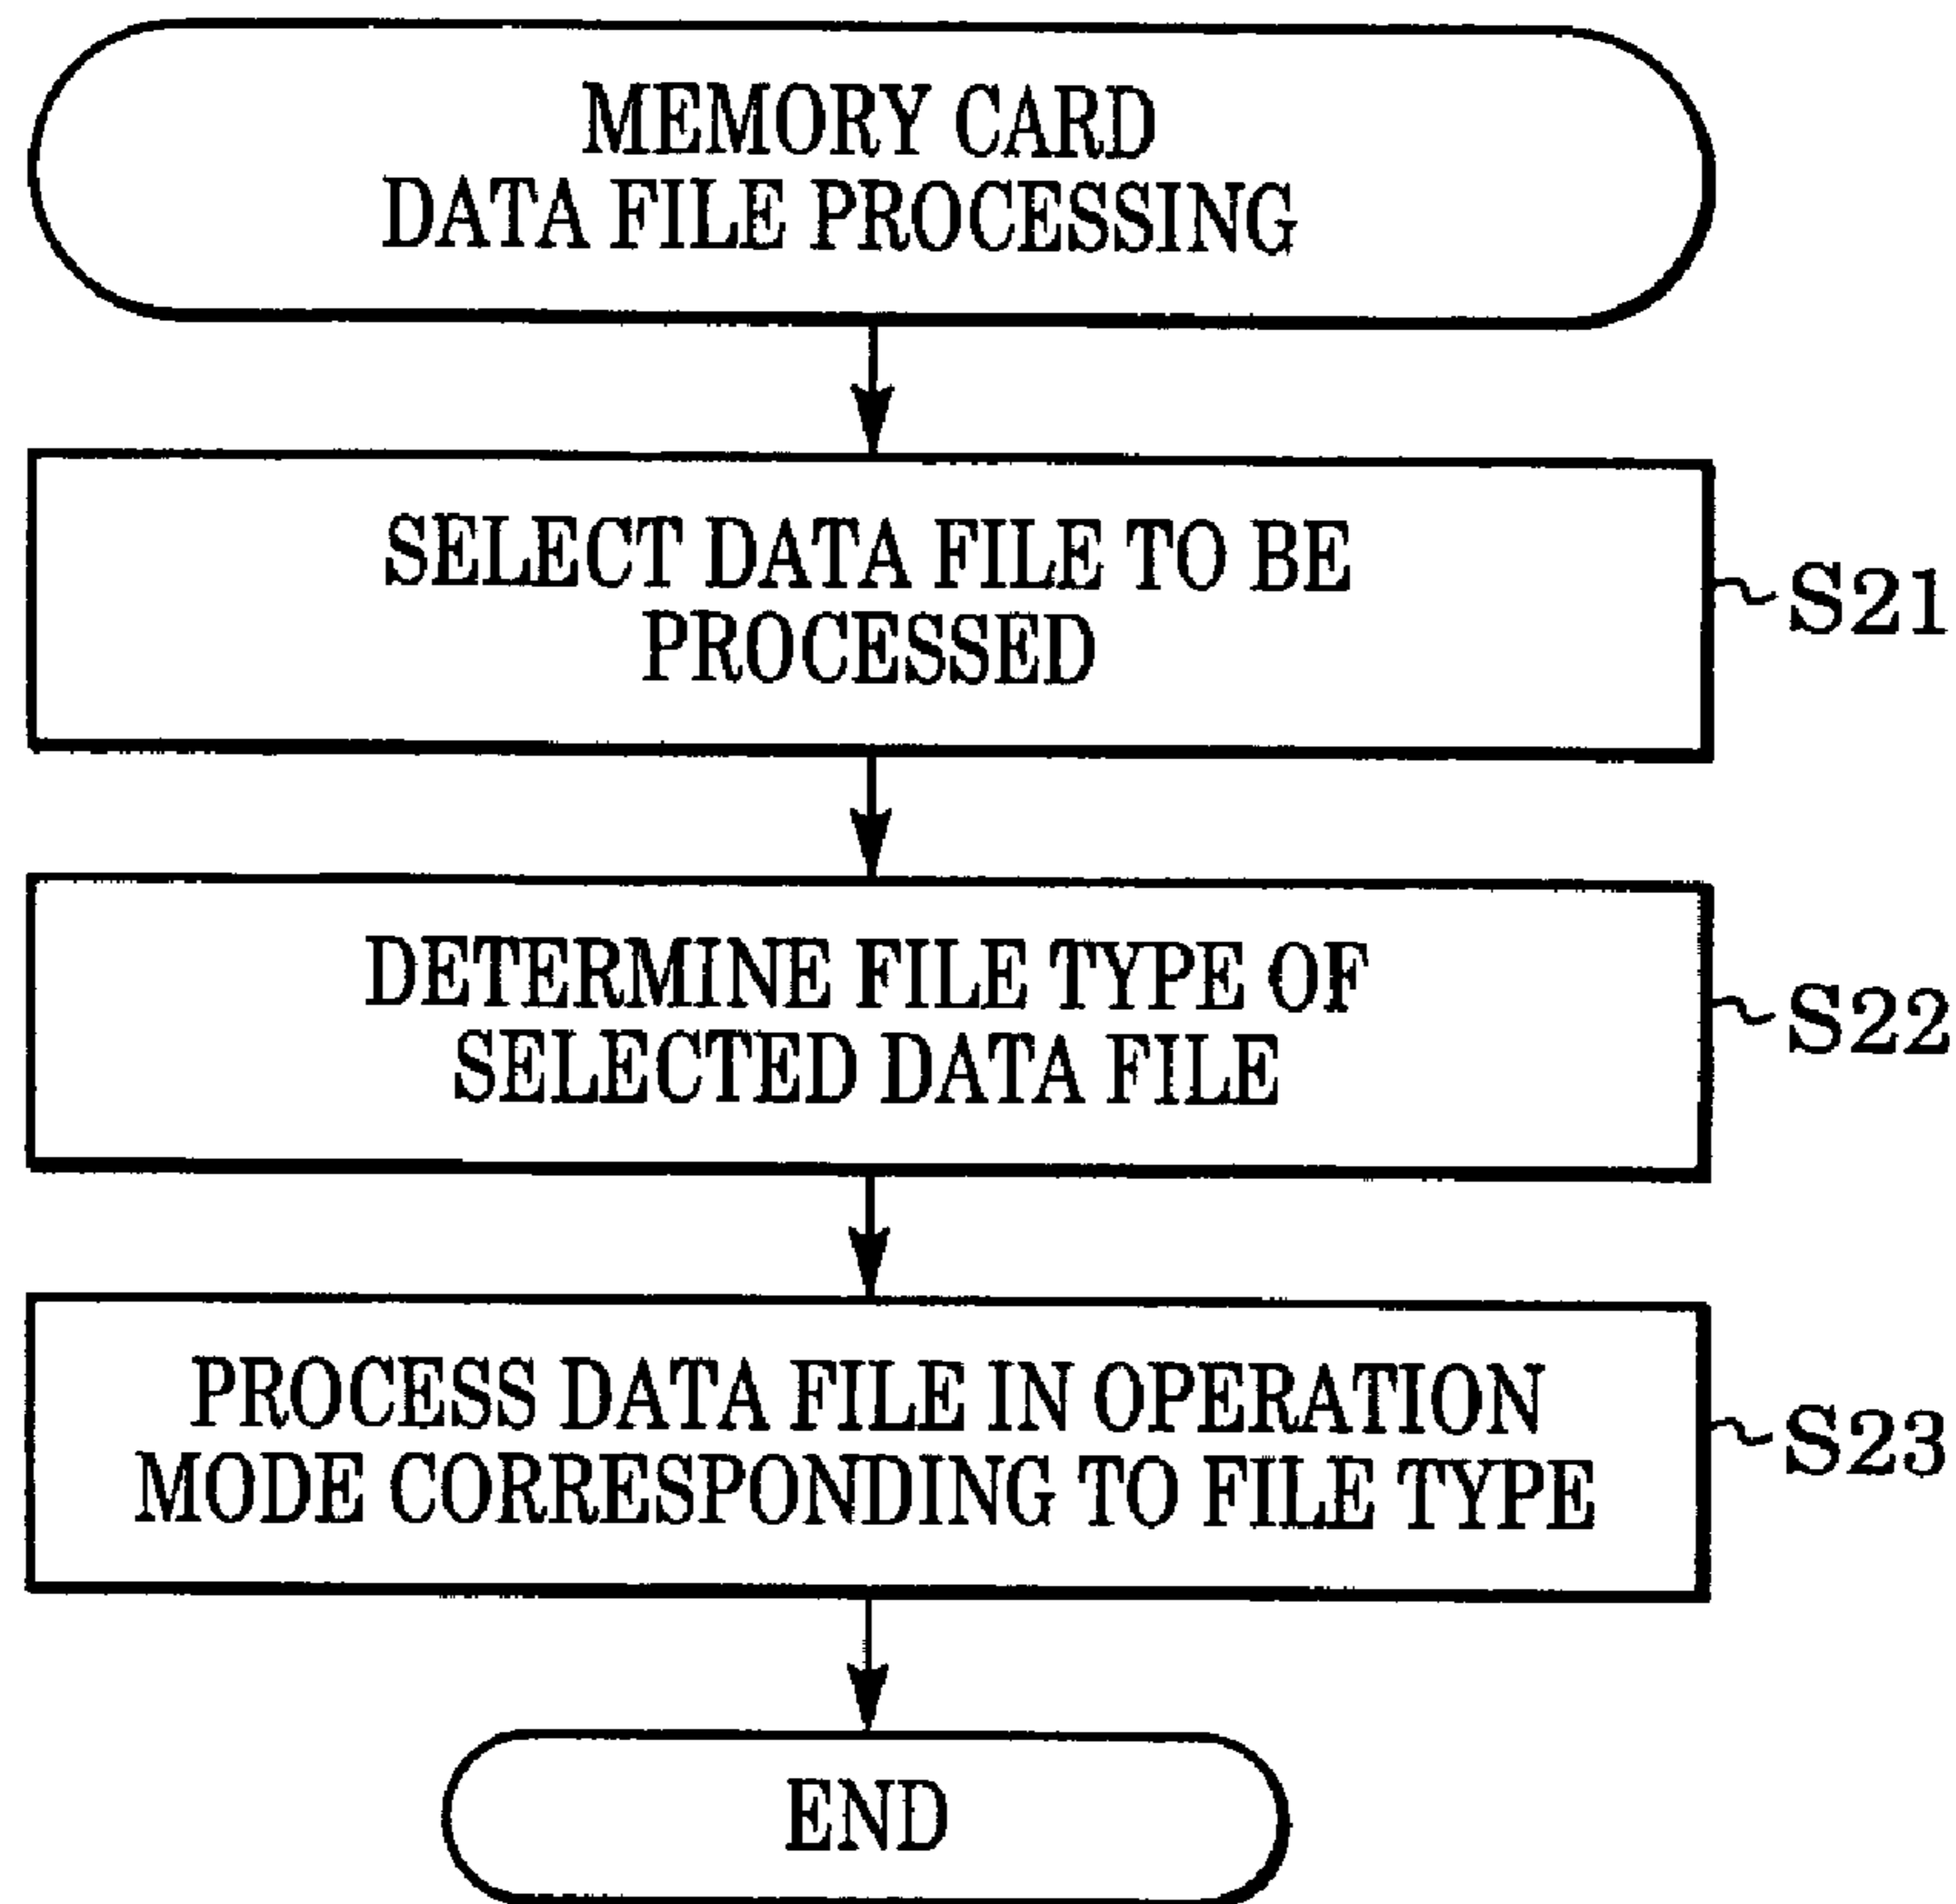 MEMORY CARD
DATA FILE PROCESSING
SELECT DATA FILE TO BE
PROCESSED
S21
DETERMINE FILE TYPE OF
SELECTED DATA FILE
S22
PROCESS DATA FILE IN OPERATION
MODE CORRESPONDING TO FILE TYPE
S23
END